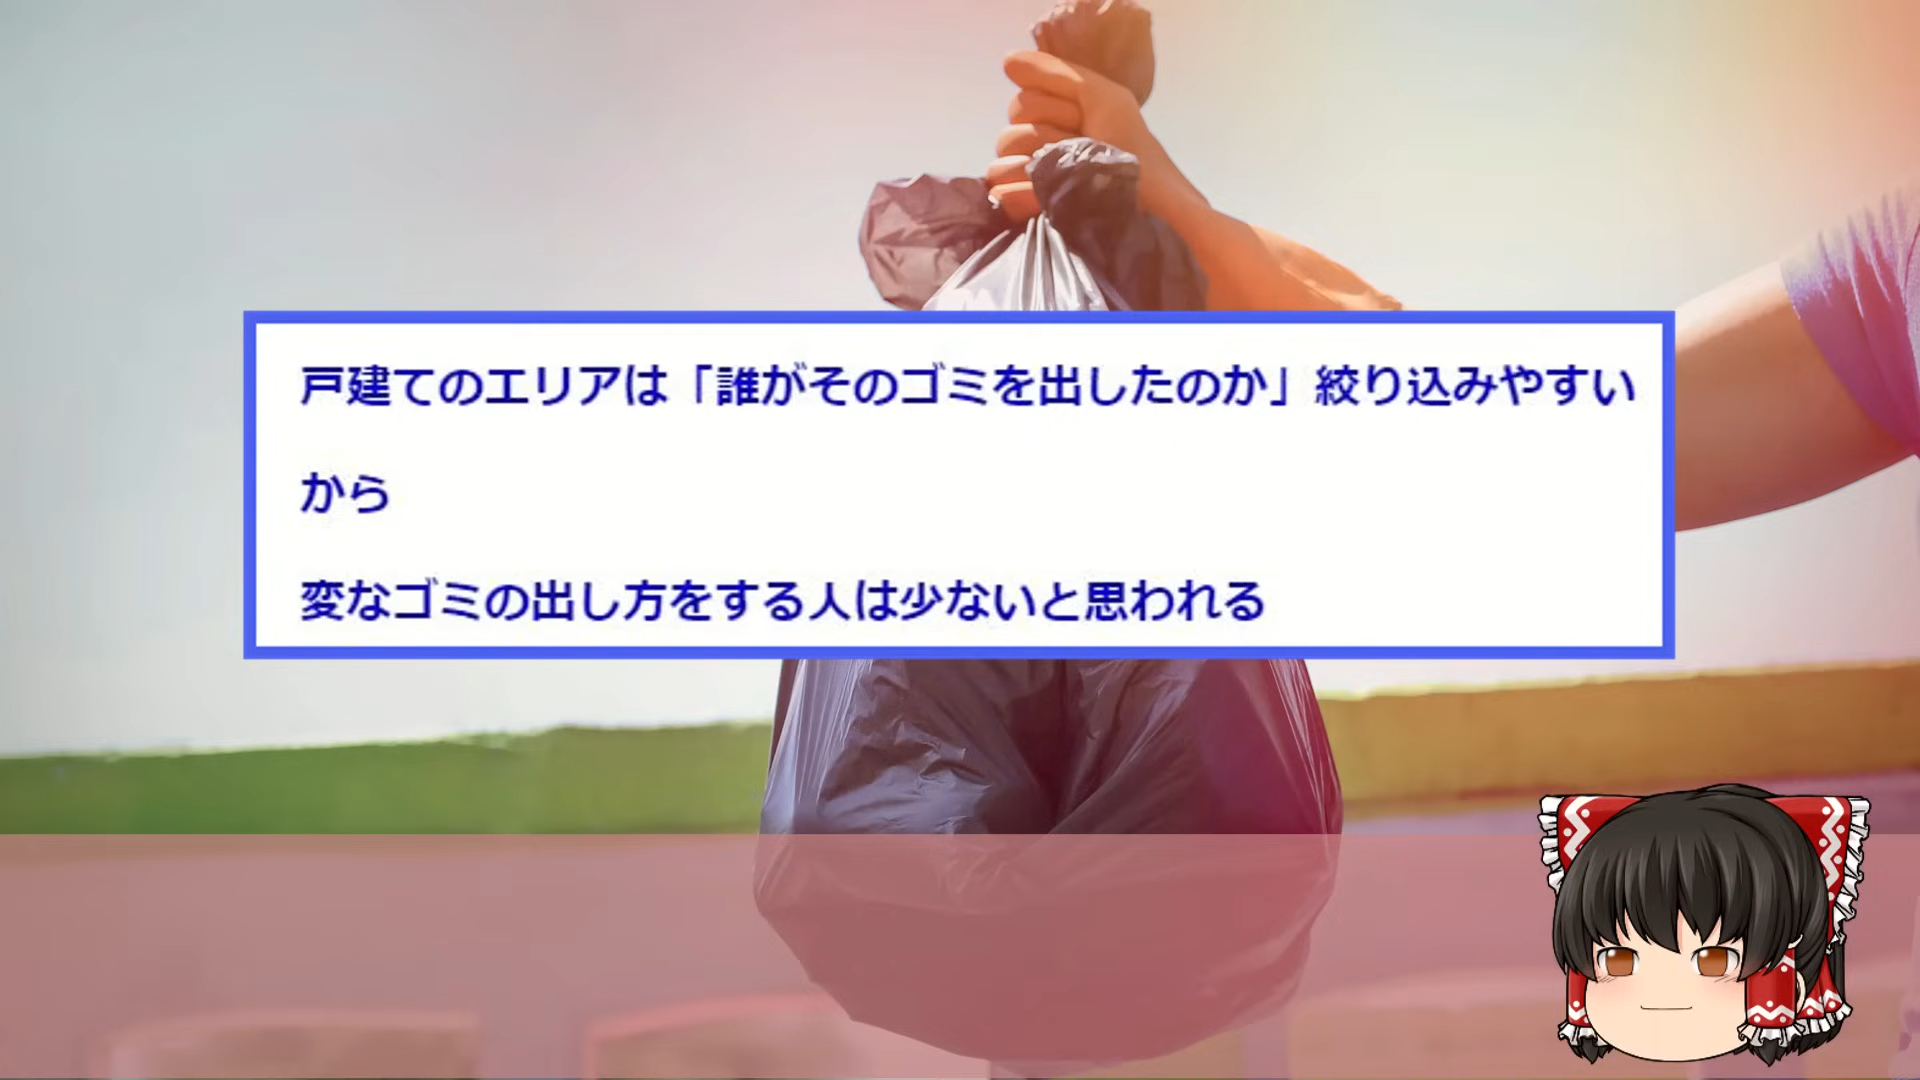 戸建てのエリアは「誰がそのゴミを出したのか」絞り込みやすい
から
変なゴミの出し方をする人は少ないと思われる